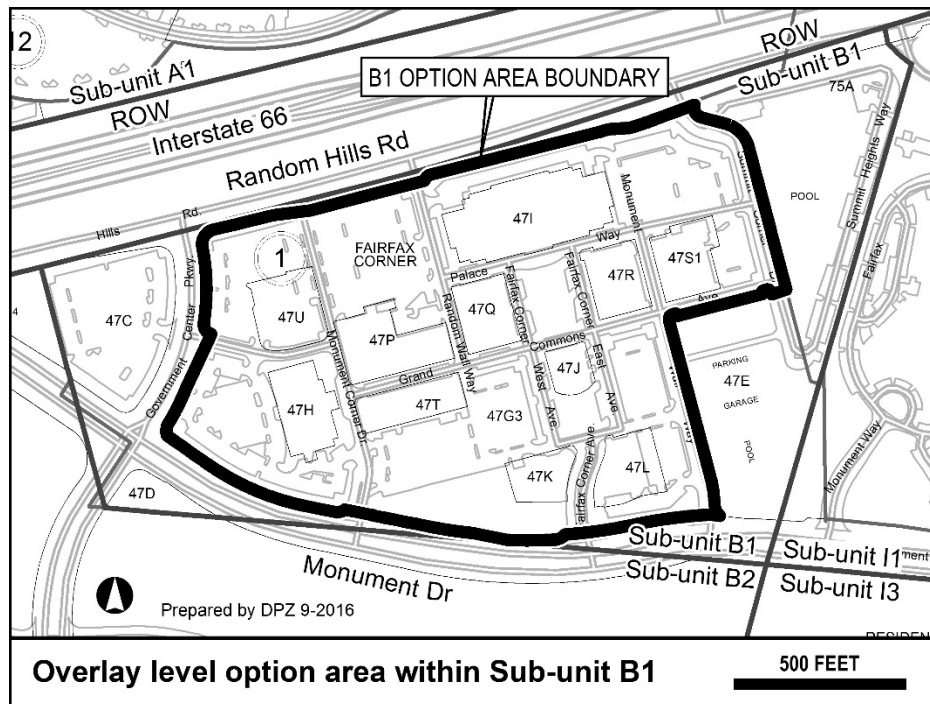 12
Sub-unit A1
ROW
Interstate 66
ROW
Sub-unit B1
B1 OPTION AREA BOUNDARY
75A
Random Hills Rd
Summit Heights Way
Hills Rd.
POOL
47I
Monument
FAIRFAX
CORNER
1
Way
Palace
47R
47S1
Fairfax
Government Center Pkwy
47C
47U
47P
Random Wall Way
47Q
Fairfax Corner
Fairfax Corner
Ave
Grand Commons
Monument Corner Dr.
47H
47T
47G3
West Ave.
47J
East Ave.
PARKING
47E
GARAGE
POOL
Way
47K
47L
Corner Ave.
Monument Way
47D
Sub-unit B1
Sub-unit I1
Sub-unit B2
Sub-unit I3
Monument Dr
Prepared by DPZ 9-2016
Overlay level option area within Sub-unit B1
500 FEET